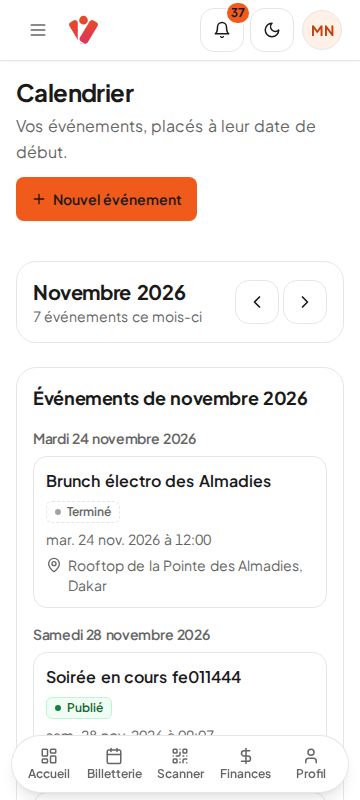 37
MN
Calendrier
Vos événements, placés à leur date de
début.
+ Nouvel événement
Novembre 2026
7 événements ce mois-ci
Événements de novembre 2026
Mardi 24 novembre 2026
Brunch électro des Almadies
Terminé
mar. 24 nov. 2026 à 12:00
Rooftop de la Pointe des Almadies,
Dakar
Samedi 28 novembre 2026
Soirée en cours fe011444
Publié
Accueil Billetterie Scanner Finances Profil